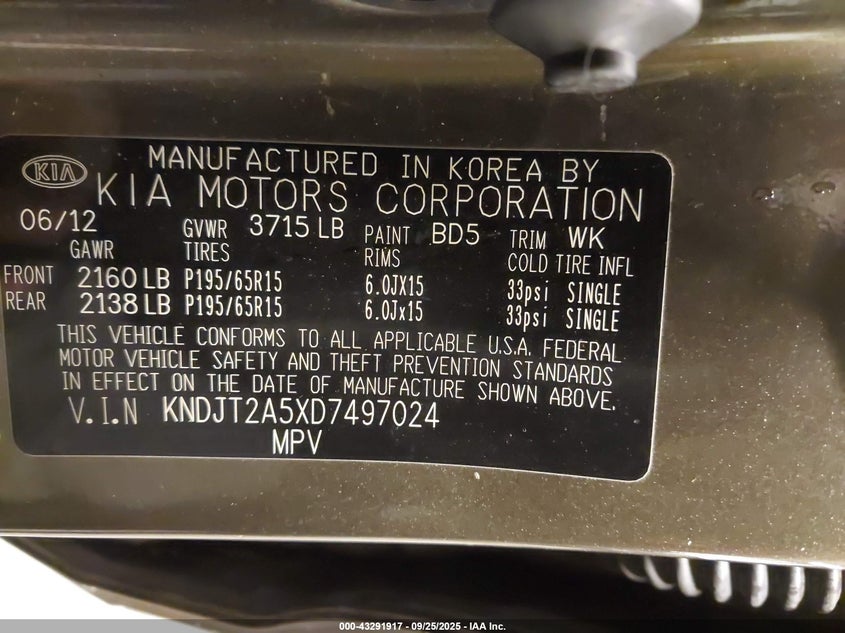 KIA
MANUFACTURED IN KOREA BY
KIA MOTORS CORPORATION
06/12 GVWR 3715 LB PAINT BD5 TRIM WK
GAWR TIRES RIMS COLD TIRE INFL
FRONT 2160 LB P195/65R15 6.0JX15 33psi SINGLE
REAR 2138 LB P195/65R15 6.0Jx15 33psi SINGLE
THIS VEHICLE CONFORMS TO ALL APPLICABLE U.S.A. FEDERAL
MOTOR VEHICLE SAFETY AND THEFT PREVENTION STANDARDS
IN EFFECT ON THE DATE OF MANUFACTURE SHOWN ABOVE.
V.I.N KNDJT2A5XD7497024
MPV
000-43291917 - 09/25/2025 - IAA Inc.